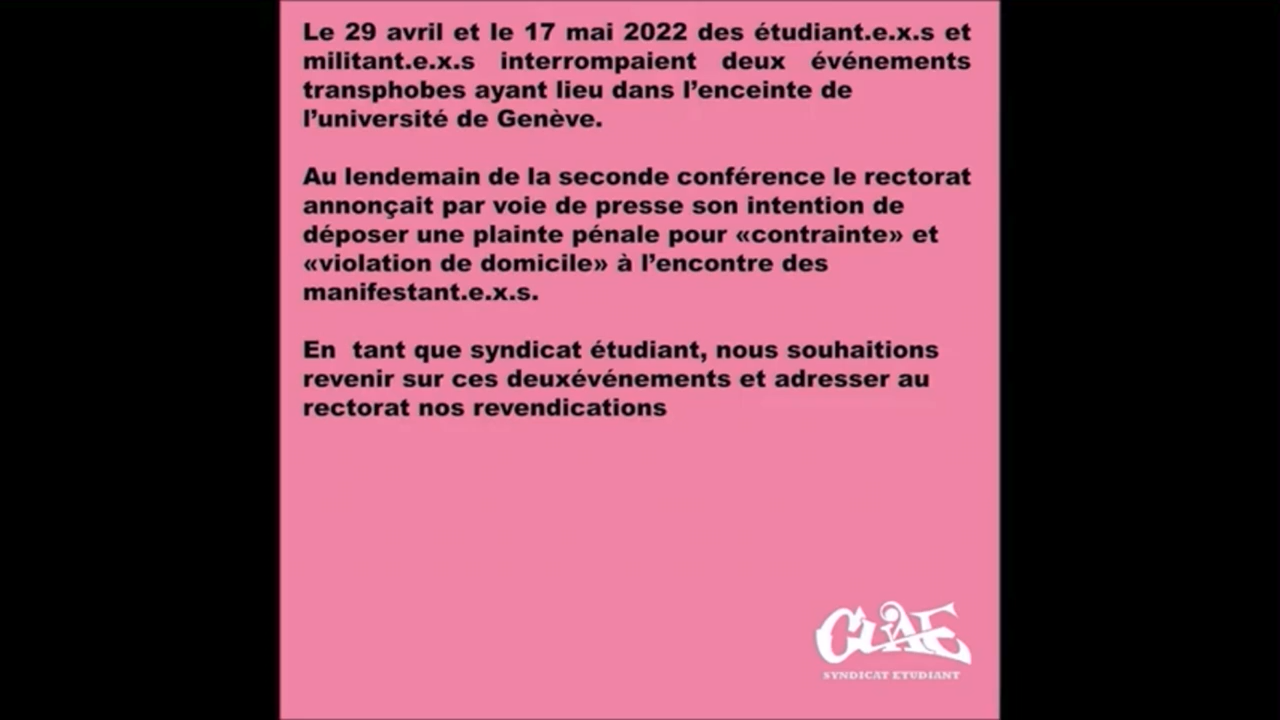 Le 29 avril et le 17 mai 2022 des étudiant.e.x.s et
militant.e.x.s interrompaient deux événements
transphobes ayant lieu dans l’enceinte de
l’université de Genève.
Au lendemain de la seconde conférence le rectorat
annonçait par voie de presse son intention de
déposer une plainte pénale pour «contrainte» et
«violation de domicile» à l’encontre des
manifestant.e.x.s.
En tant que syndicat étudiant, nous souhaitions
revenir sur ces deuxévénements et adresser au
rectorat nos revendications
CUAE
SYNDICAT ETUDIANT